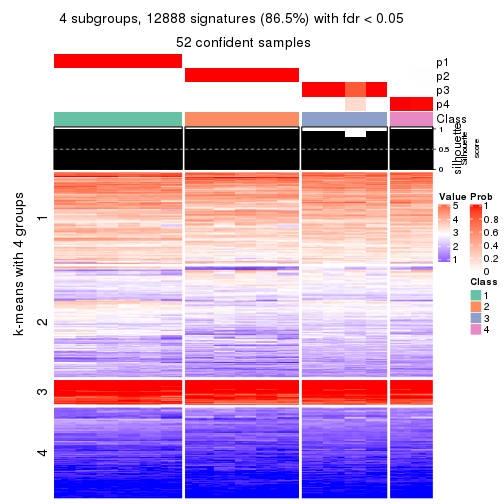 4 subgroups, 12888 signatures (86.5%) with fdr < 0.05
52 confident samples
p1
p2
p3
p4
Class
1
0.5
0
silhouette
Silhouette
score
k-means with 4 groups
1
2
3
4
Value
5
4
3
2
1
Prob
1
0.8
0.6
0.4
0.2
0
Class
1
2
3
4